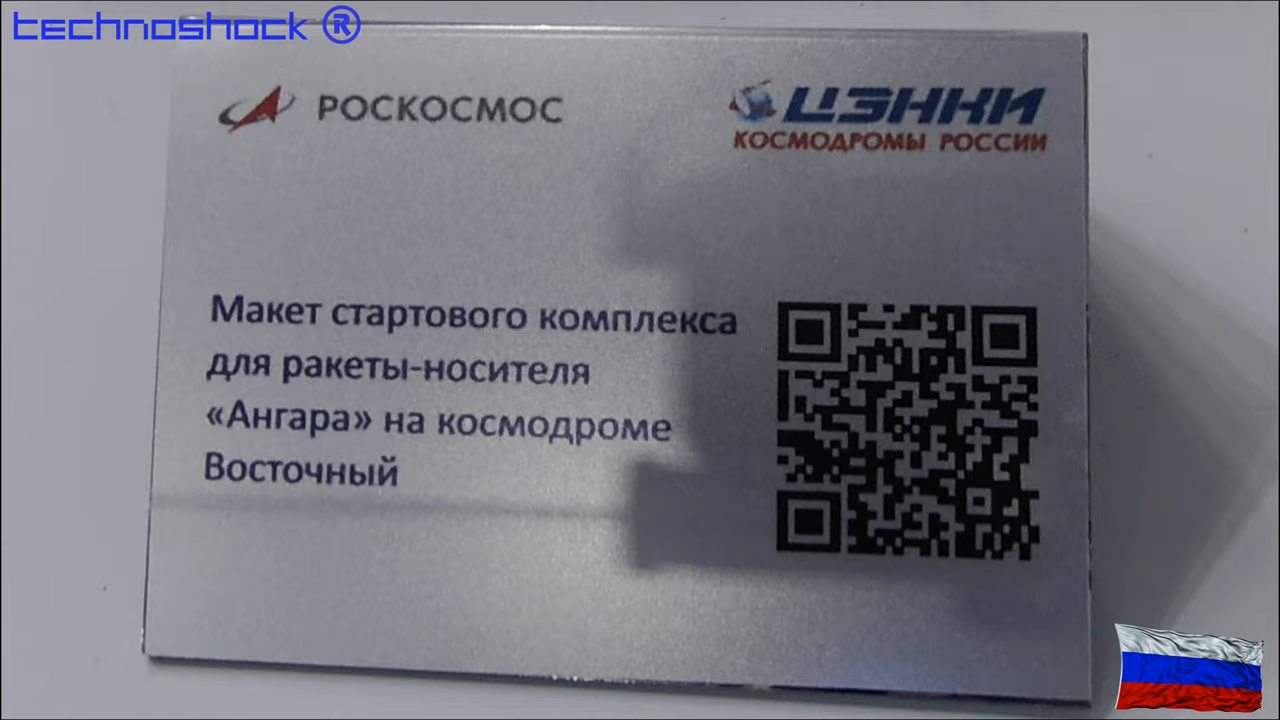 technoshock ®
РОСКОСМОС
ЦЭНКИ
КОСМОДРОМЫ РОССИИ
Макет стартового комплекса
для ракеты-носителя
«Ангара» на космодроме
Восточный